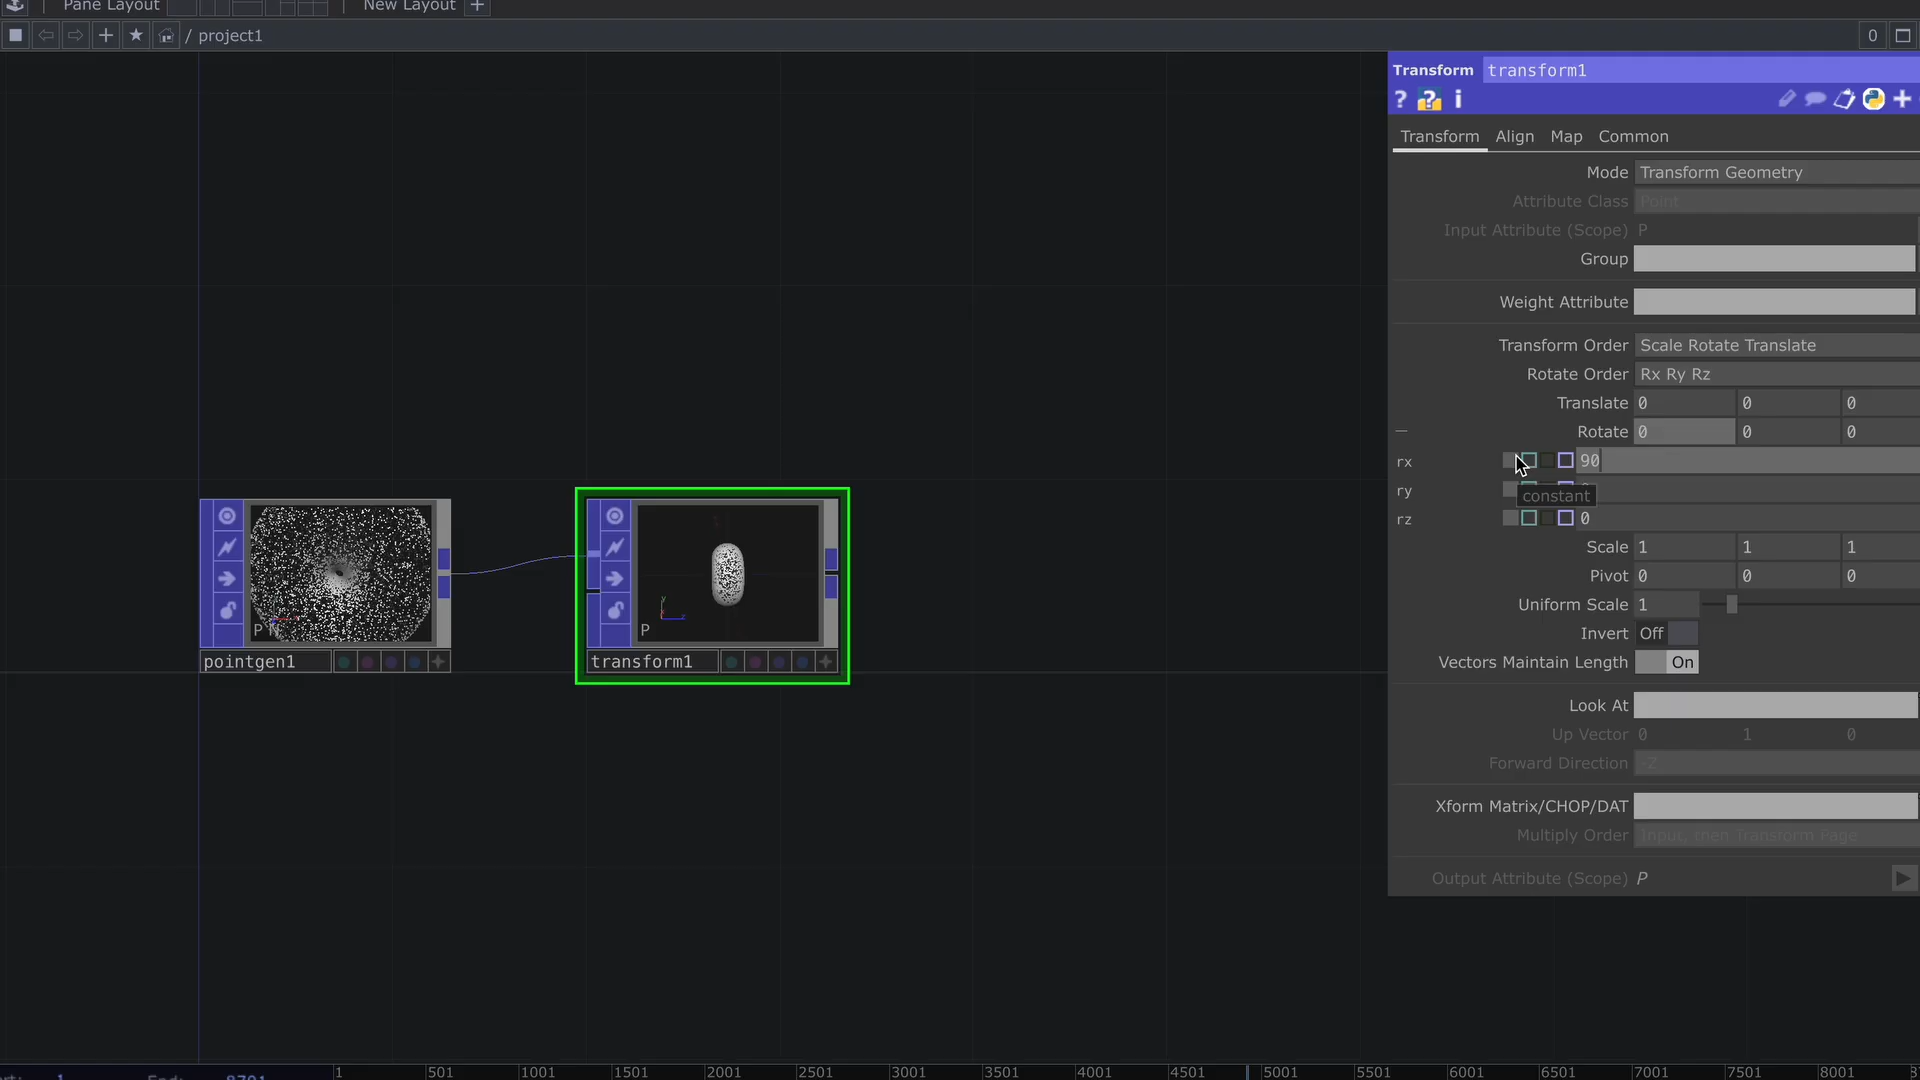 Pane Layout New Layout +
/ project1 0
Transform transform1
? ? i
Transform Align Map Common
Mode Transform Geometry
Attribute Class Point
Input Attribute (Scope) P
Group
Weight Attribute
Transform Order Scale Rotate Translate
Rotate Order Rx Ry Rz
Translate 0 0 0
Rotate 0 0 0
rx 90
ry
constant
rz 0
Scale 1 1 1
Pivot 0 0 0
Uniform Scale 1
Invert Off
Vectors Maintain Length On
Look At
Up Vector 0 1 0
Forward Direction -Z
Xform Matrix/CHOP/DAT
Multiply Order Input, then Transform Page
Output Attribute (Scope) P
P N
pointgen1
y
P
transform1
1 501 1001 1501 2001 2501 3001 3501 4001 4501 5001 5501 6001 6501 7001 7501 8001